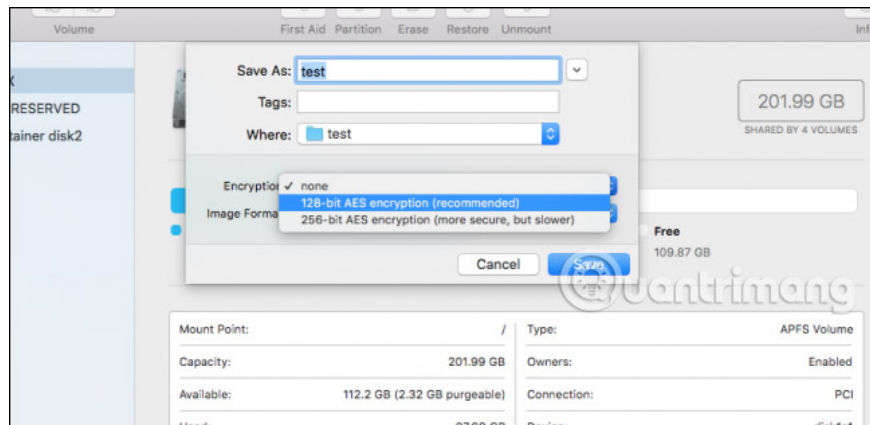 Volume
First Aid Partition Erase Restore Unmount
Save As: test
Tags:
Where: test
RESERVED
tainer disk2
201.99 GB
SHARED BY 4 VOLUMES
Encryption ✓ none
128-bit AES encryption (recommended)
256-bit AES encryption (more secure, but slower)
Image Forma
Free
109.87 GB
Cancel Save
Quantrimang
Mount Point: /
Type: APFS Volume
Capacity: 201.99 GB
Owners: Enabled
Available: 112.2 GB (2.32 GB purgeable)
Connection: PCI